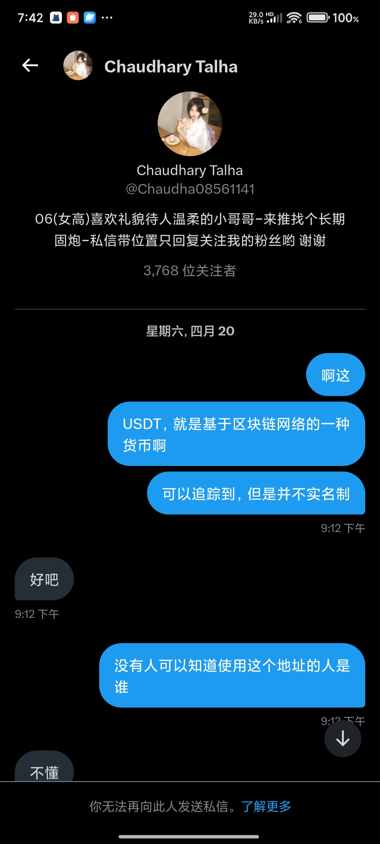 7:42
29.0
KB/s
HD
6
100%
Chaudhary Talha
Chaudhary Talha
@Chaudha08561141
06(女高)喜欢礼貌待人温柔的小哥哥-来推找个长期
固炮-私信带位置只回复关注我的粉丝哟 谢谢
3,768 位关注者
星期六, 四月 20
啊这
USDT，就是基于区块链网络的一种
货币啊
可以追踪到，但是并不实名制
9:12 下午
好吧
9:12 下午
没有人可以知道使用这个地址的人是
谁
9:12 下午
不懂
你无法再向此人发送私信。了解更多